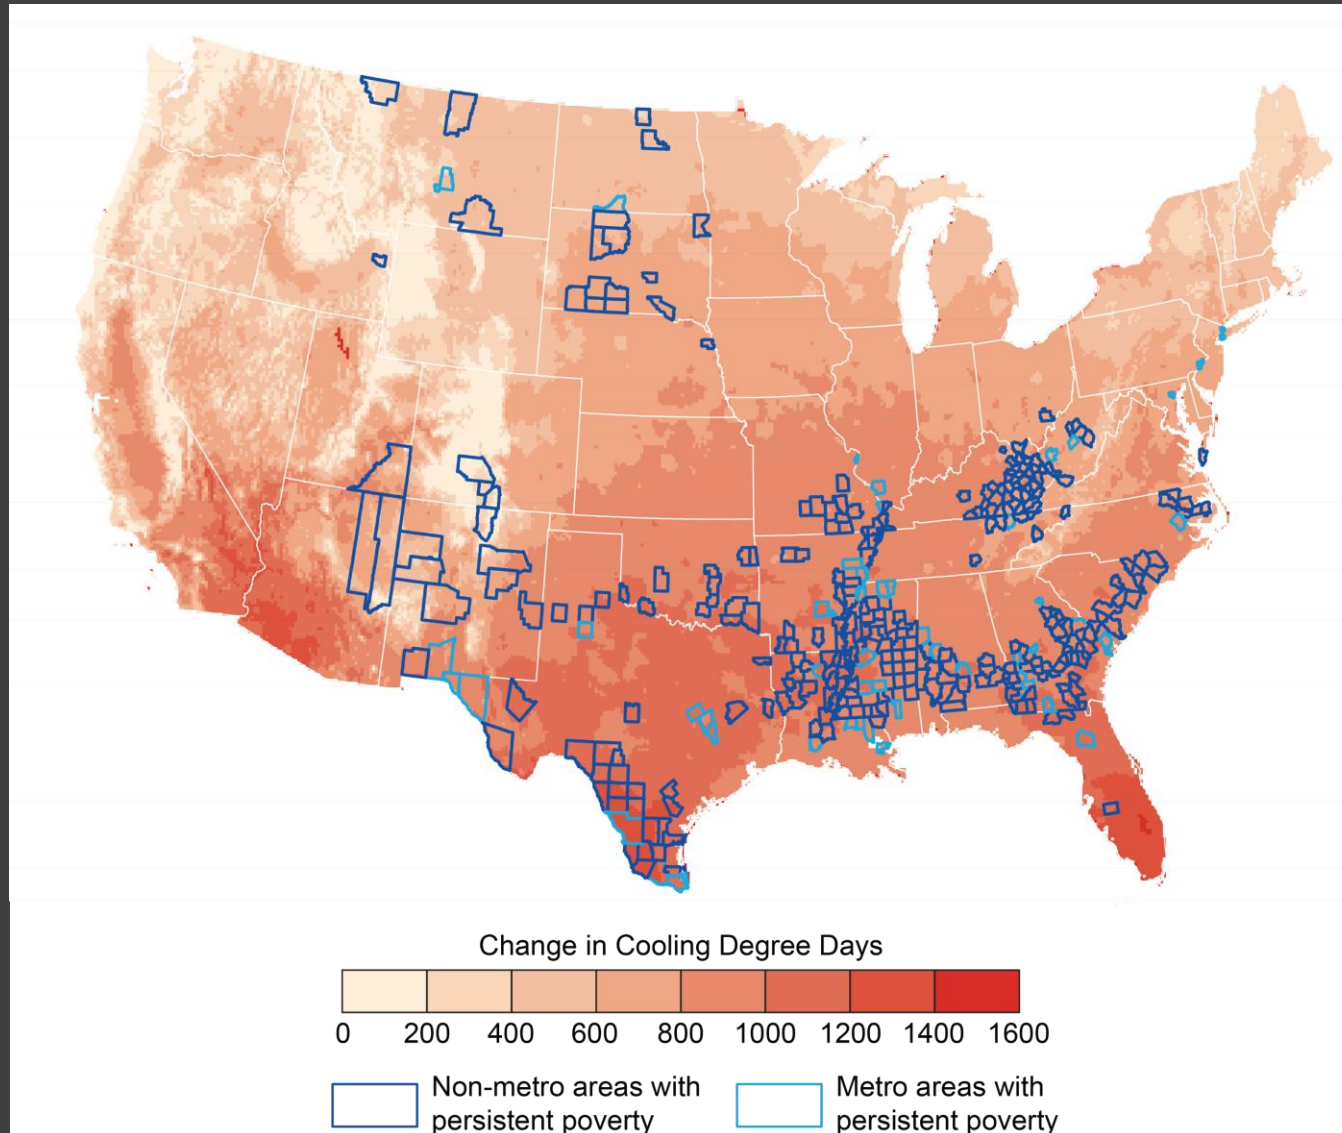 Change in Cooling Degree Days
0 200 400 600 800 1000 1200 1400 1600
Non-metro areas with
persistent poverty
Metro areas with
persistent poverty